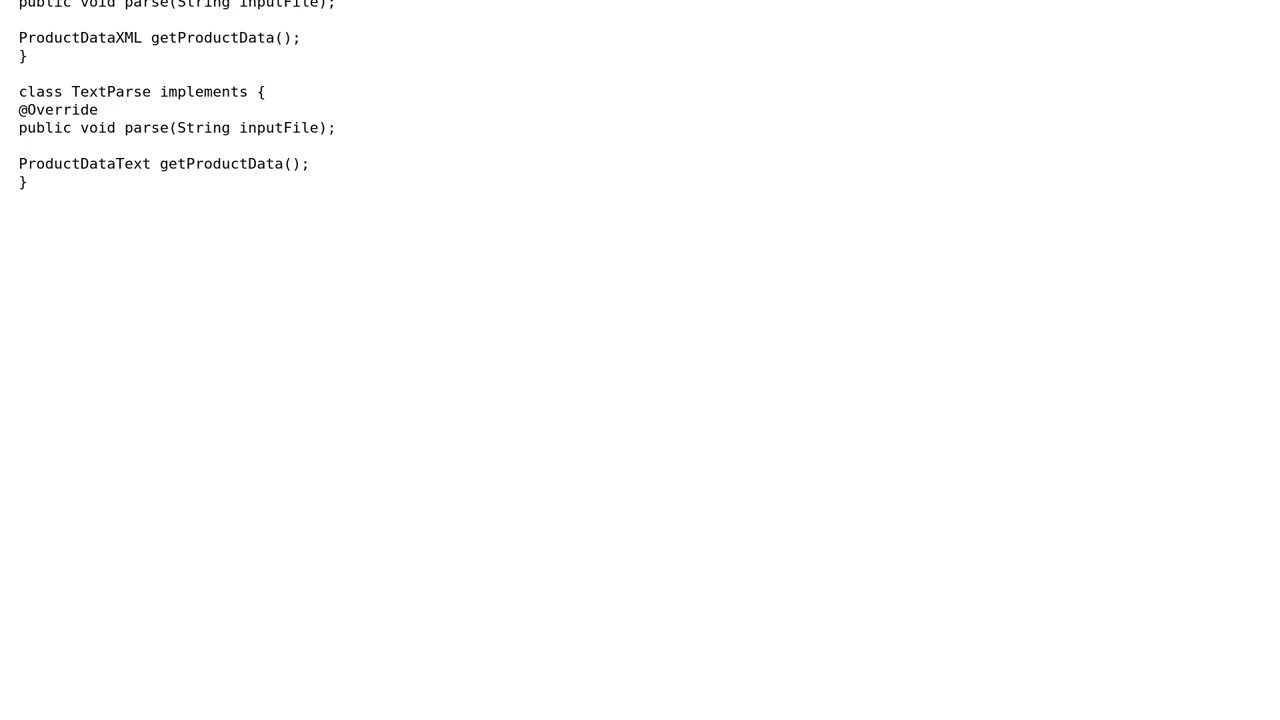 public void parse(String inputFile);
ProductDataXML getProductData();
}
class TextParse implements {
@Override
public void parse(String inputFile);
ProductDataText getProductData();
}